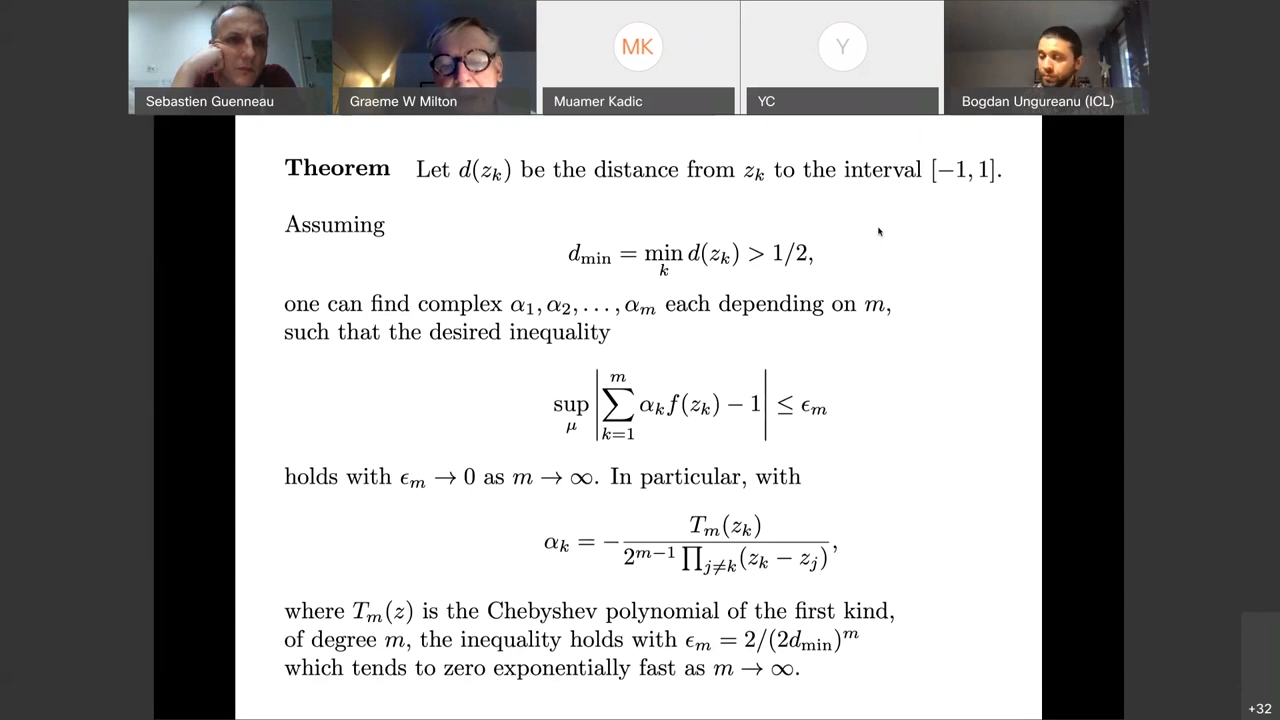 MK
Y
Sebastien Guenneau
Graeme W Milton
Muamer Kadic
YC
Bogdan Ungureanu (ICL)
Theorem Let d(z_k) be the distance from z_k to the interval [−1, 1].
Assuming
d_min = min_k d(z_k) > 1/2,
one can find complex α_1, α_2, . . . , α_m each depending on m,
such that the desired inequality
sup_μ |∑_{k=1}^{m} α_k f(z_k) − 1| ≤ ϵ_m
holds with ϵ_m → 0 as m → ∞. In particular, with
α_k = − T_m(z_k) / (2^{m−1} ∏_{j≠k}(z_k − z_j)),
where T_m(z) is the Chebyshev polynomial of the first kind,
of degree m, the inequality holds with ϵ_m = 2/(2d_min)^m
which tends to zero exponentially fast as m → ∞.
+32